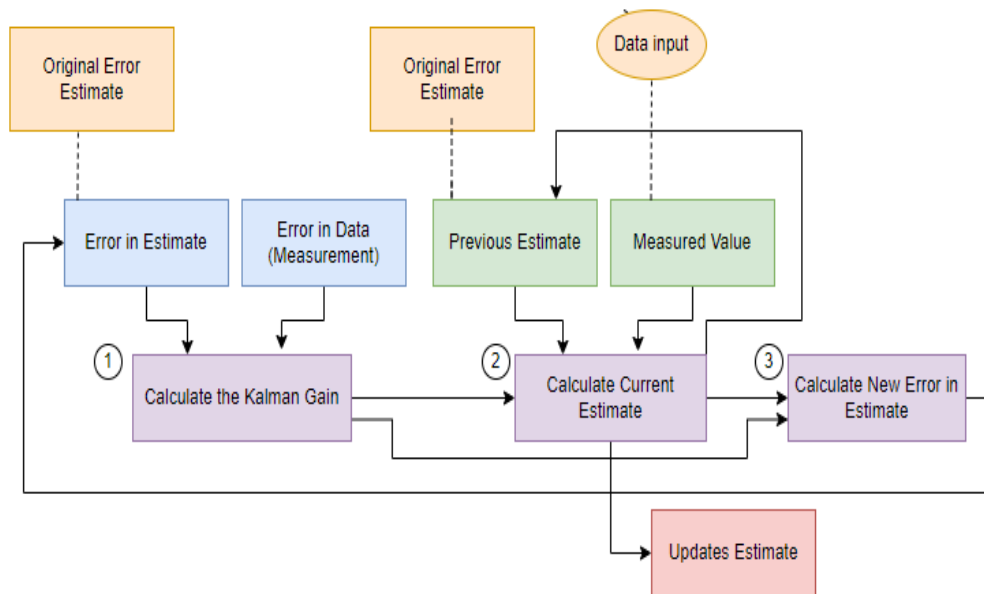 Original Error
Estimate
Original Error
Estimate
Data input
Error in Estimate
Error in Data
(Measurement)
Previous Estimate
Measured Value
1
Calculate the Kalman Gain
2
Calculate Current
Estimate
3
Calculate New Error in
Estimate
Updates Estimate